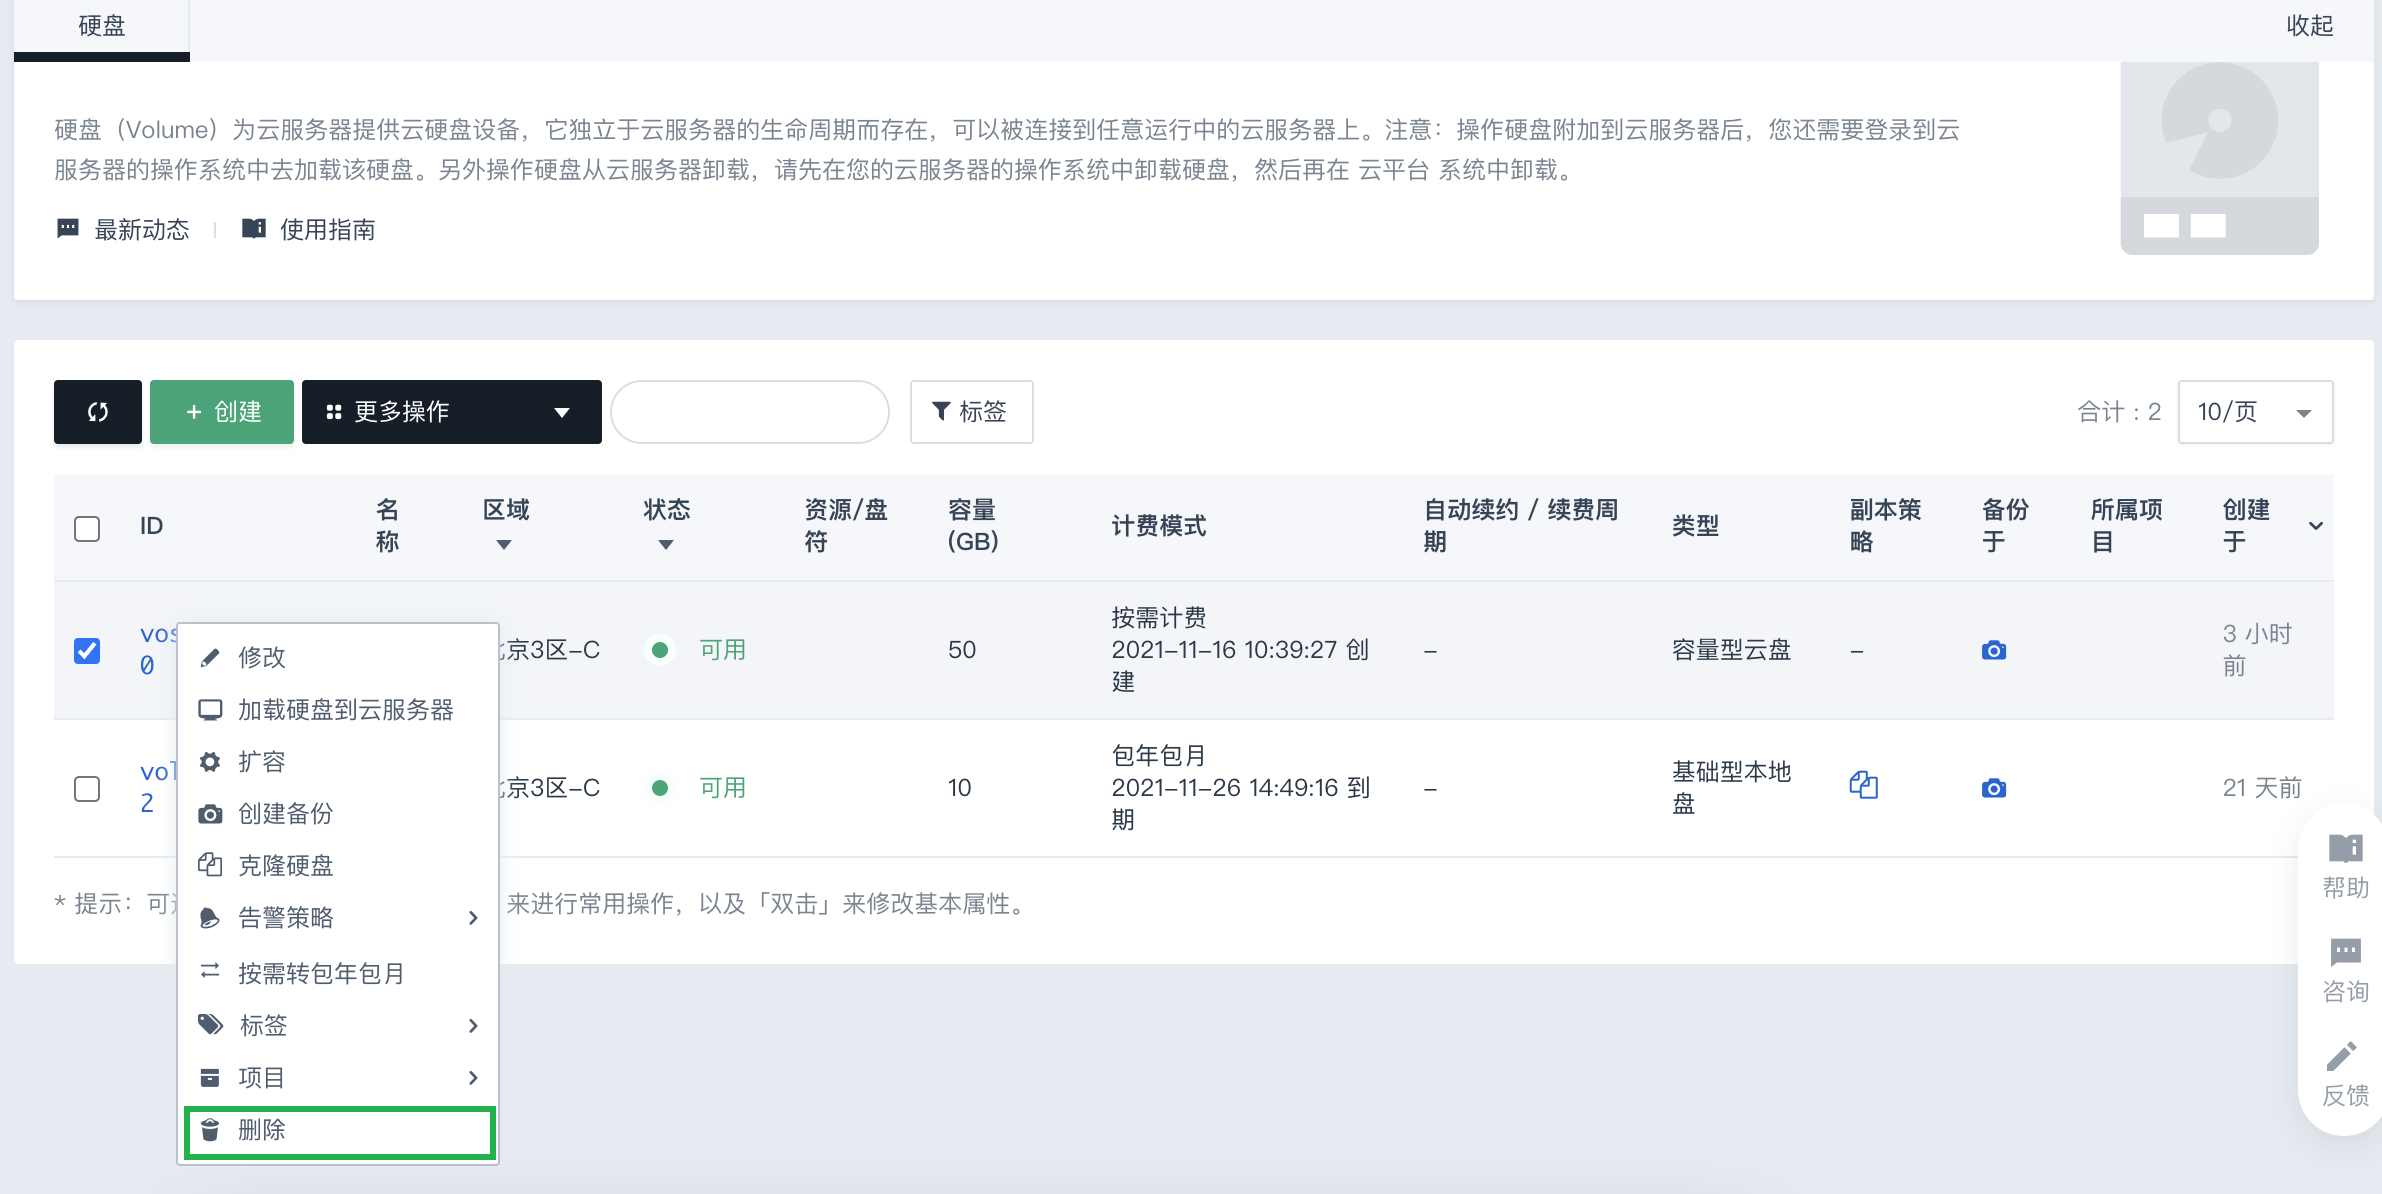 硬盘
收起
硬盘（Volume）为云服务器提供云硬盘设备，它独立于云服务器的生命周期而存在，可以被连接到任意运行中的云服务器上。注意：操作硬盘附加到云服务器后，您还需要登录到云
服务器的操作系统中去加载该硬盘。另外操作硬盘从云服务器卸载，请先在您的云服务器的操作系统中卸载硬盘，然后再在 云平台 系统中卸载。
最新动态
使用指南
+ 创建
更多操作
标签
合计：2
10/页
ID
名
称
区域
状态
资源/盘
符
容量
(GB)
计费模式
自动续约 / 续费周
期
类型
副本策
略
备份
于
所属项
目
创建
于
vos
0
京3区-C
可用
50
按需计费
2021-11-16 10:39:27 创
建
-
容量型云盘
-
3 小时
前
vol
2
京3区-C
可用
10
包年包月
2021-11-26 14:49:16 到
期
-
基础型本地
盘
21 天前
* 提示：可
来进行常用操作，以及「双击」来修改基本属性。
修改
加载硬盘到云服务器
扩容
创建备份
克隆硬盘
告警策略
按需转包年包月
标签
项目
删除
帮助
咨询
反馈